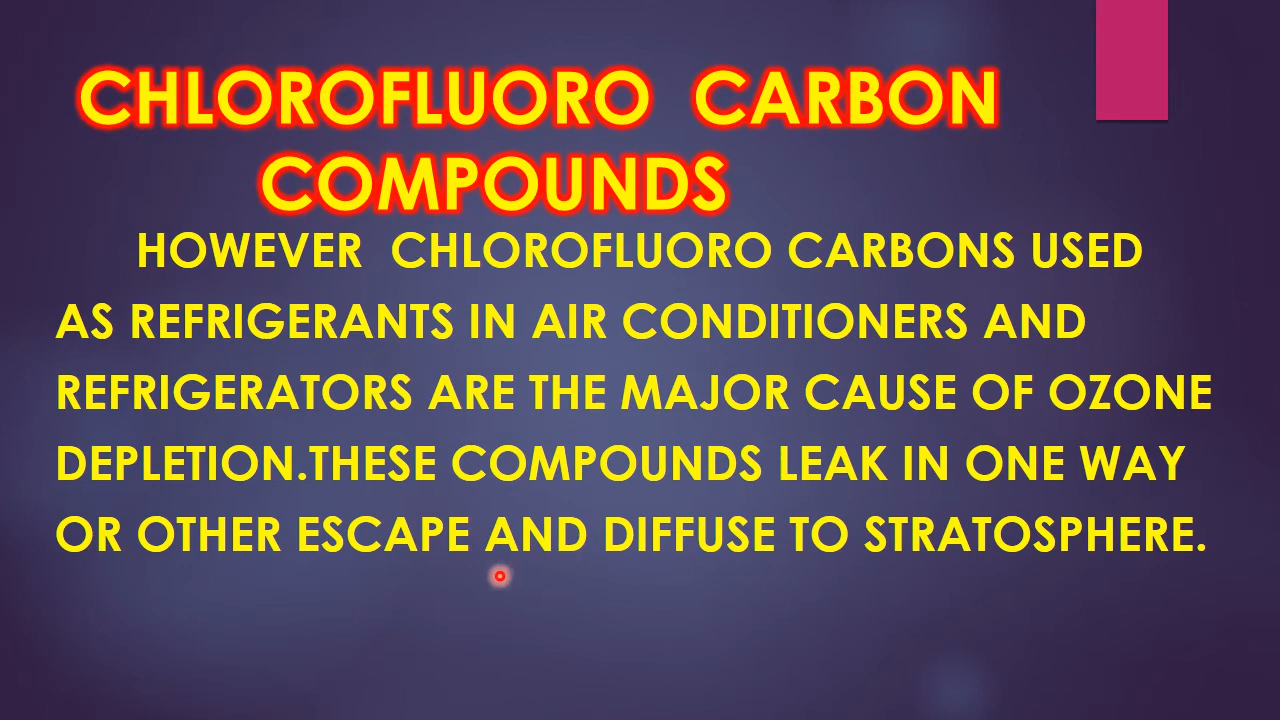 CHLOROFLUORO CARBON
COMPOUNDS
HOWEVER CHLOROFLUORO CARBONS USED
AS REFRIGERANTS IN AIR CONDITIONERS AND
REFRIGERATORS ARE THE MAJOR CAUSE OF OZONE
DEPLETION.THESE COMPOUNDS LEAK IN ONE WAY
OR OTHER ESCAPE AND DIFFUSE TO STRATOSPHERE.